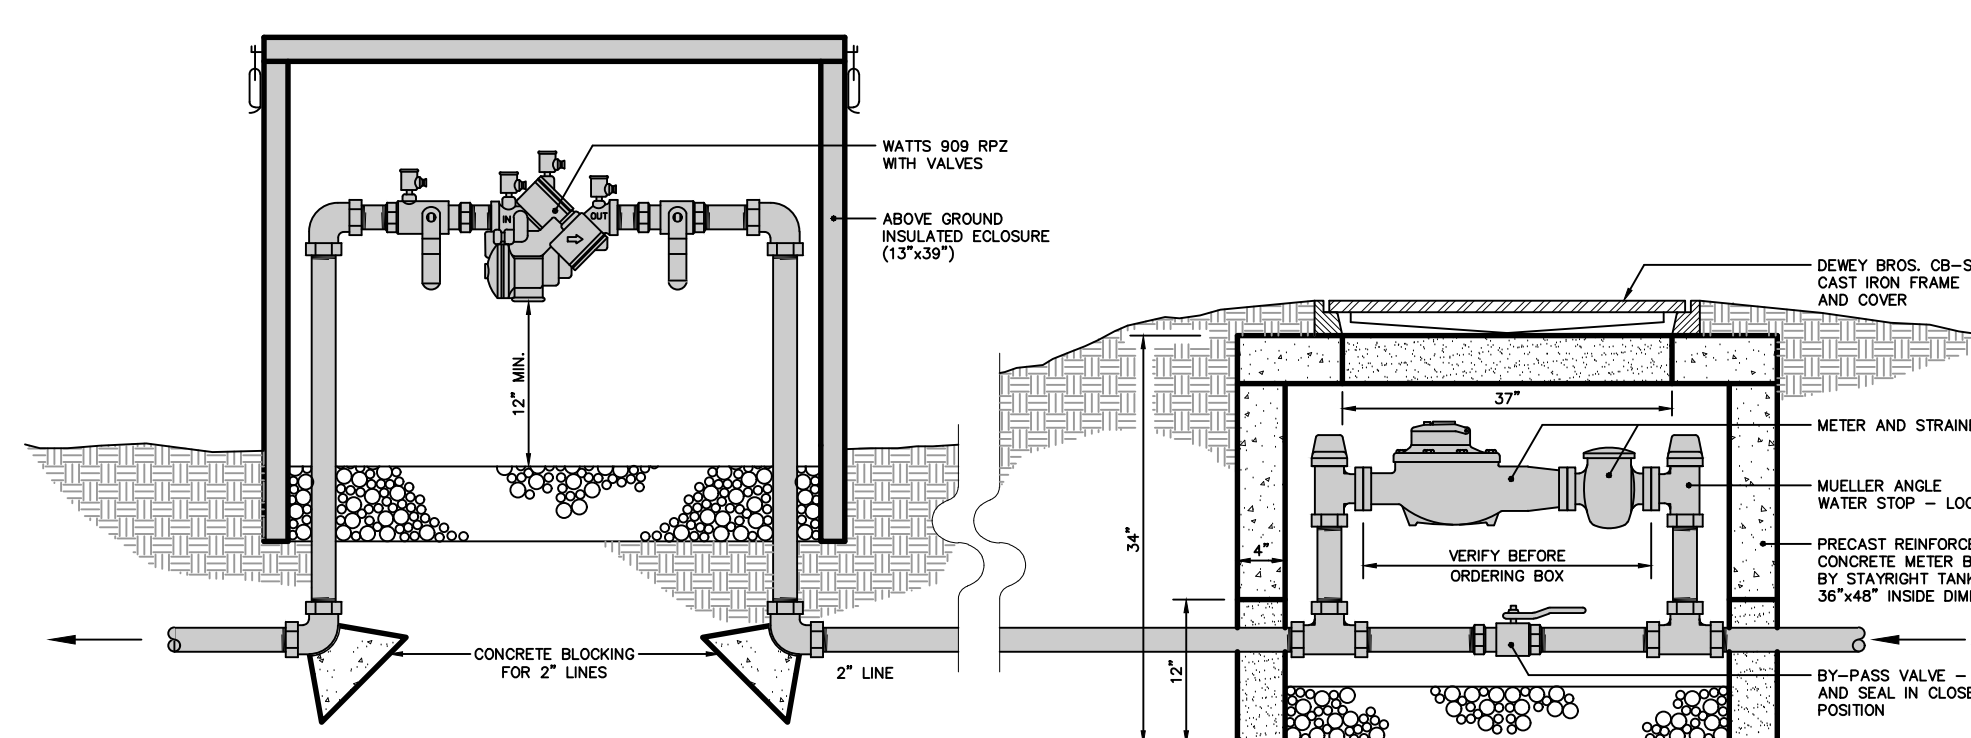 WATTS 909 RPZ
WITH VALVES
ABOVE GROUND
INSULATED ECLOSURE
(13"x39")
IN
OUT
12" MIN.
CONCRETE BLOCKING
FOR 2" LINES
2" LINE
DEWEY BROS. CB-S
CAST IRON FRAME
AND COVER
37"
METER AND STRAIN
MUELLER ANGLE
WATER STOP - LOC
34"
4"
VERIFY BEFORE
ORDERING BOX
PRECAST REINFORCE
CONCRETE METER B
BY STAYRIGHT TANK
36"x48" INSIDE DIM
12"
BY-PASS VALVE -
AND SEAL IN CLOSE
POSITION